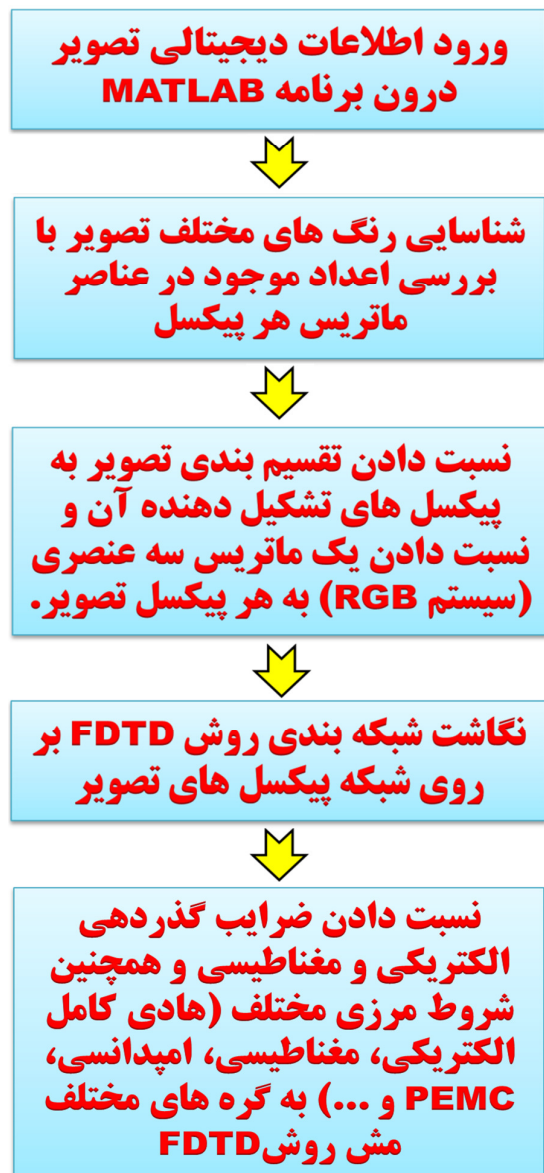 ورود اطلاعات دیجیتالی تصویر
درون برنامه MATLAB
شناسایی رنگ های مختلف تصویر با
بررسی اعداد موجود در عناصر
ماتریس هر پیکسل
نسبت دادن تقسیم بندی تصویر به
پیکسل های تشکیل دهنده آن و
نسبت دادن یک ماتریس سه عنصری
(سیستم RGB) به هر پیکسل تصویر.
نگاشت شبکه بندی روش FDTD بر
روی شبکه پیکسل های تصویر
نسبت دادن ضرایب گذردهی
الکتریکی و مغناطیسی و همچنین
شروط مرزی مختلف (هادی کامل
الکتریکی، مغناطیسی، امپدانسی،
PEMC و ...) به گره های مختلف
مش روشFDTD